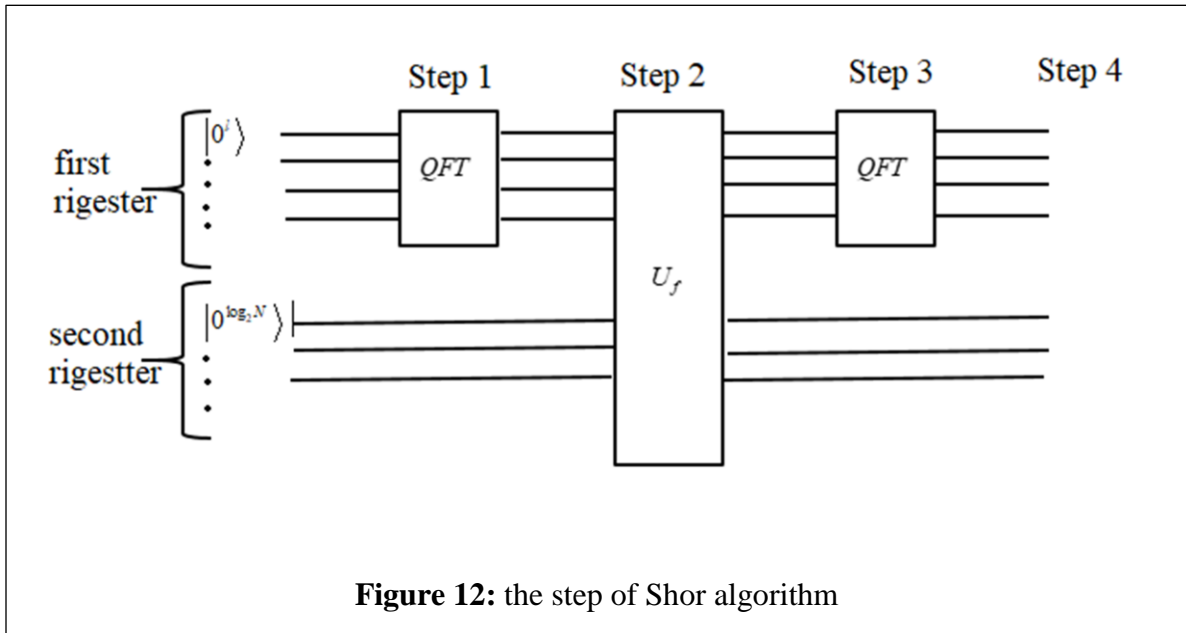 Step 1 Step 2 Step 3 Step 4
|0^i⟩
first
rigester
QFT
QFT
U_f
|0^{log_2 N}⟩|
second
rigestter
Figure 12: the step of Shor algorithm